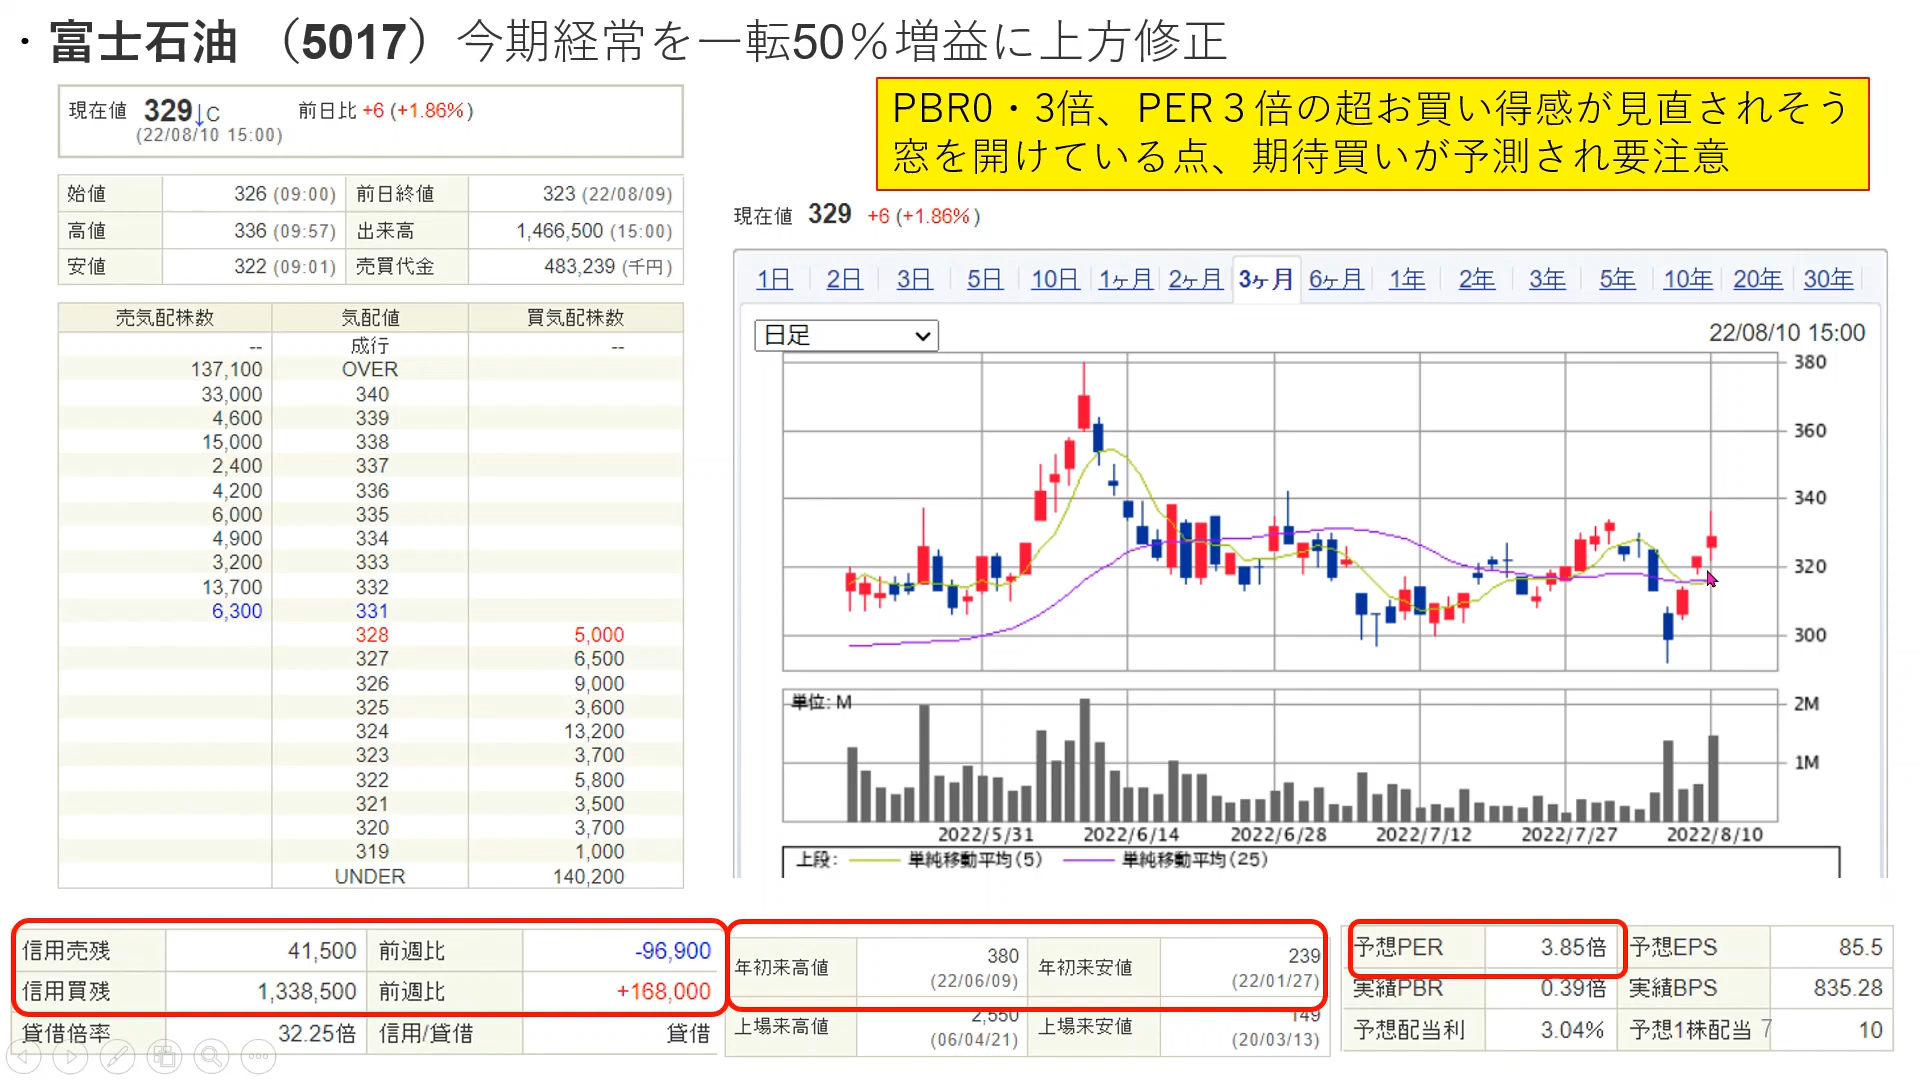 ・富士石油 （5017）今期経常を一転50％増益に上方修正
PBR0・3倍、PER３倍の超お買い得感が見直されそう
窓を開けている点、期待買いが予測され要注意
現在値 329↓C 前日比 +6 (+1.86%)
(22/08/10 15:00)
始値 326 (09:00) 前日終値 323 (22/08/09)
高値 336 (09:57) 出来高 1,466,500 (15:00)
安値 322 (09:01) 売買代金 483,239 (千円)
売気配株数 気配値 買気配株数
-- 成行 --
137,100 OVER
33,000 340
4,600 339
15,000 338
2,400 337
4,200 336
6,000 335
4,900 334
3,200 333
13,700 332
6,300 331
328 5,000
327 6,500
326 9,000
325 3,600
324 13,200
323 3,700
322 5,800
321 3,500
320 3,700
319 1,000
UNDER 140,200
現在値 329 +6 (+1.86%)
1日 2日 3日 5日 10日 1ヶ月 2ヶ月 3ヶ月 6ヶ月 1年 2年 3年 5年 10年 20年 30年
日足
22/08/10 15:00
380
360
340
320
300
単位: M
2M
1M
2022/5/31 2022/6/14 2022/6/28 2022/7/12 2022/7/27 2022/8/10
上段: 単純移動平均(5) 単純移動平均(25)
信用売残 41,500 前週比 -96,900
信用買残 1,338,500 前週比 +168,000
貸借倍率 32.25倍 信用/貸借 貸借
年初来高値 380 (22/06/09) 年初来安値 239 (22/01/27)
上場来高値 2,550 (06/04/21) 上場来安値 149 (20/03/13)
予想PER 3.85倍 予想EPS 85.5
実績PBR 0.39倍 実績BPS 835.28
予想配当利 3.04% 予想1株配当 10
7